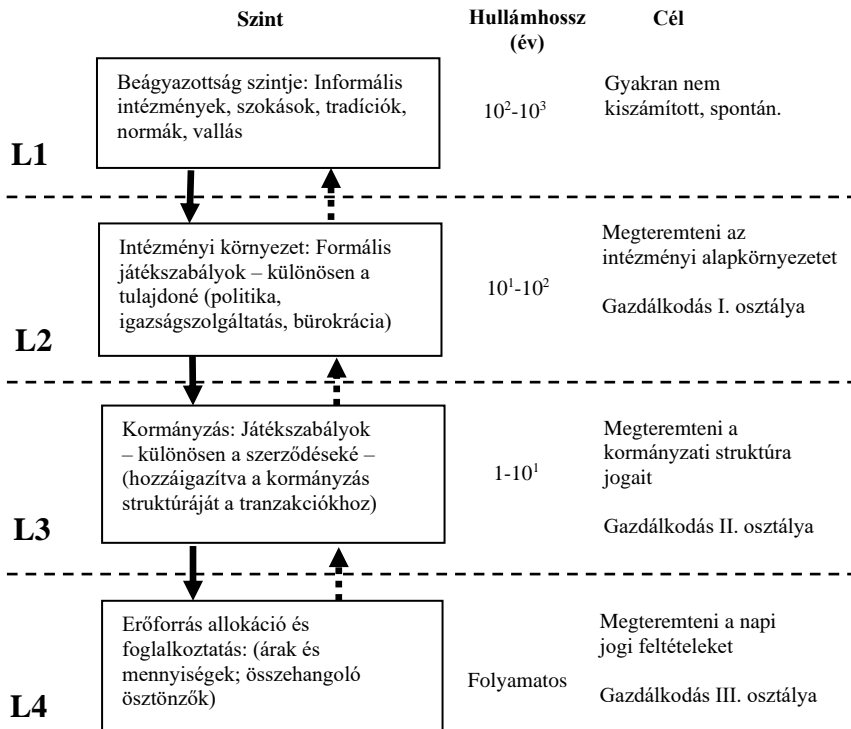 Szint
Hullámhossz
(év)
Cél
Beágyazottság szintje: Informális
intézmények, szokások, tradíciók,
normák, vallás
10²-10³
Gyakran nem
kiszámított, spontán.
L1
Intézményi környezet: Formális
játékszabályok – különösen a
tulajdoné (politika,
igazságszolgáltatás, bürokrácia)
10¹-10²
Megteremteni az
intézményi alapkörnyezetet
Gazdálkodás I. osztálya
L2
Kormányzás: Játékszabályok
– különösen a szerződéseké –
(hozzáigazítva a kormányzás
struktúráját a tranzakciókhoz)
1-10¹
Megteremteni a
kormányzati struktúra
jogait
Gazdálkodás II. osztálya
L3
Erőforrás allokáció és
foglalkoztatás: (árak és
mennyiségek; összehangoló
ösztönzők)
Folyamatos
Megteremteni a napi
jogi feltételeket
Gazdálkodás III. osztálya
L4